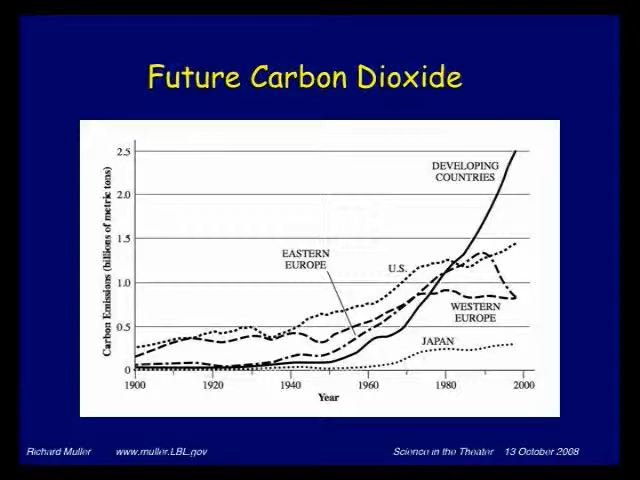 Future Carbon Dioxide
2.5
2.0
1.5
1.0
0.5
0
Carbon Emissions (billions of metric tons)
DEVELOPING
COUNTRIES
EASTERN
EUROPE
U.S.
WESTERN
EUROPE
JAPAN
1900 1920 1940 1960 1980 2000
Year
Richard Muller www.muller.LBL.gov Science in the Theater 13 October 2008